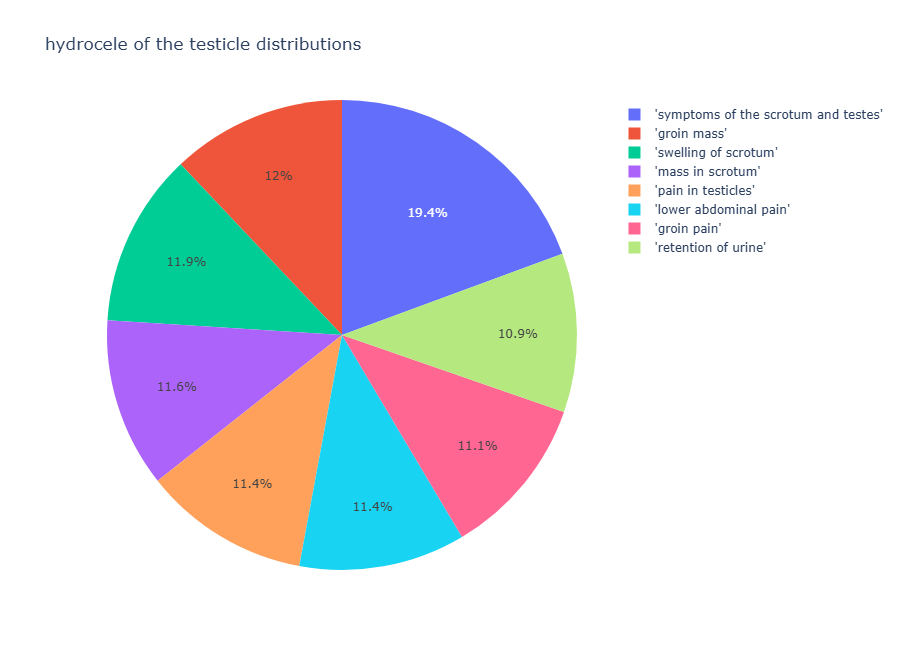 hydrocele of the testicle distributions
'symptoms of the scrotum and testes'
'groin mass'
'swelling of scrotum'
'mass in scrotum'
'pain in testicles'
'lower abdominal pain'
'groin pain'
'retention of urine'
12%
19.4%
11.9%
10.9%
11.6%
11.1%
11.4%
11.4%